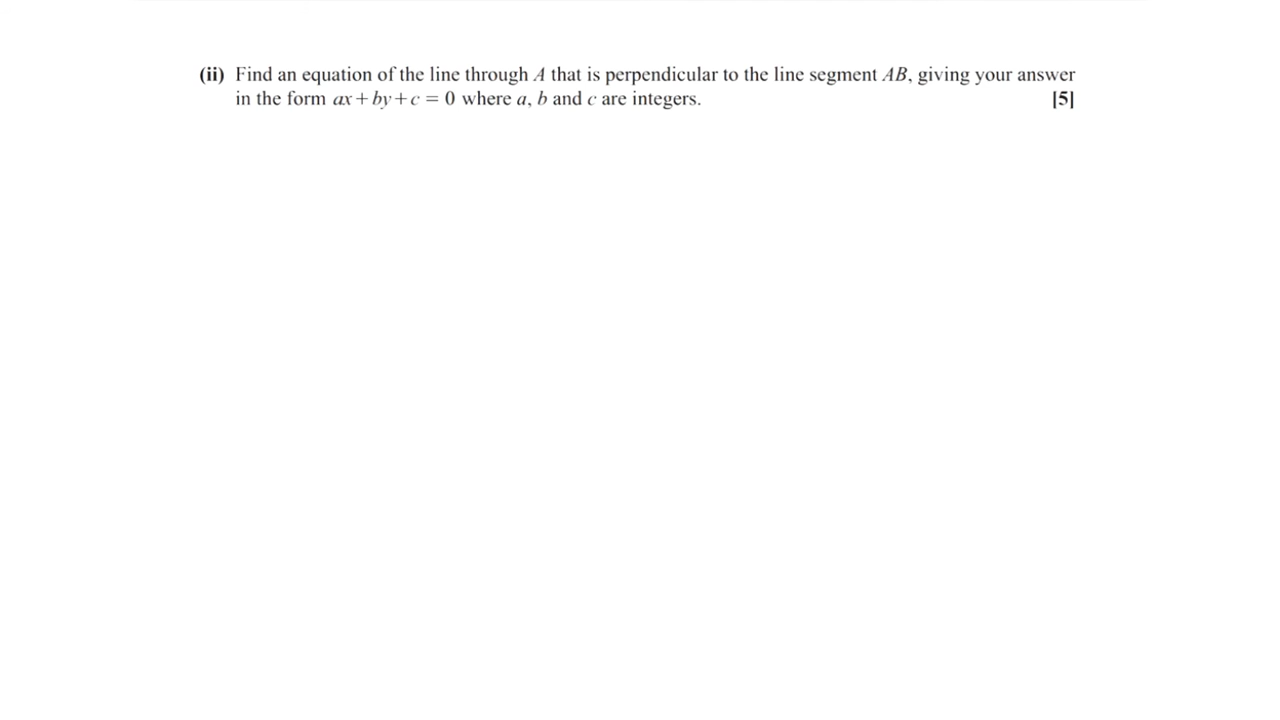 (ii) Find an equation of the line through A that is perpendicular to the line segment AB, giving your answer
in the form ax + by + c = 0 where a, b and c are integers. [5]